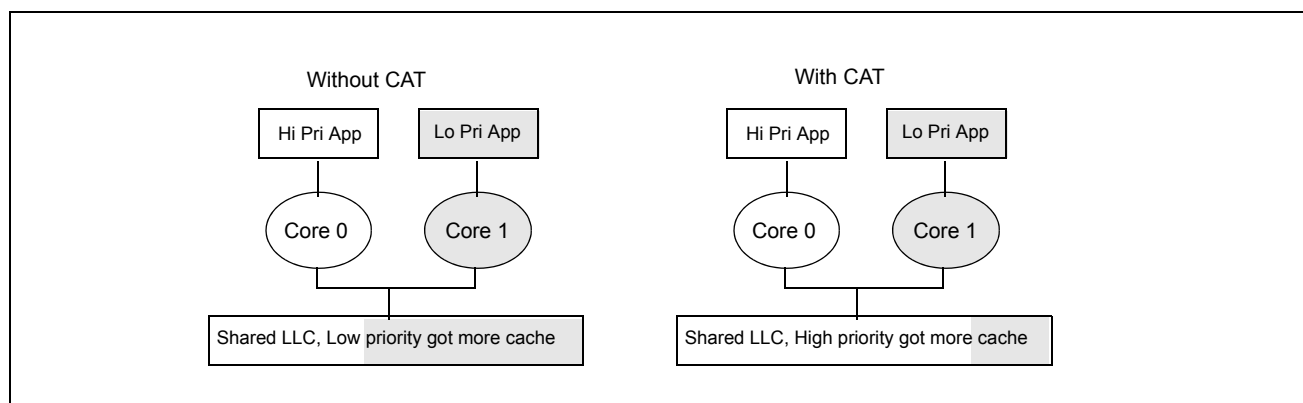 Without CAT
Hi Pri App
Lo Pri App
Core 0
Core 1
Shared LLC, Low priority got more cache
With CAT
Hi Pri App
Lo Pri App
Core 0
Core 1
Shared LLC, High priority got more cache